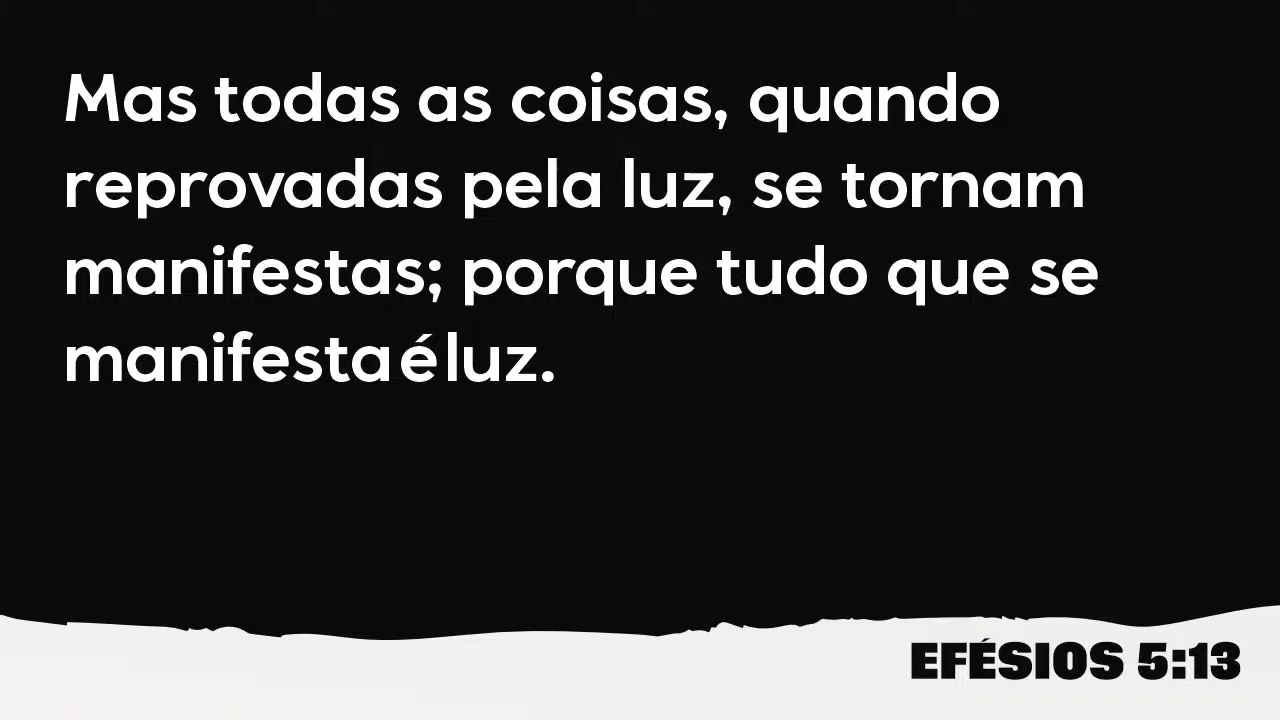 Mas todas as coisas, quando
reprovadas pela luz, se tornam
manifestas; porque tudo que se
manifesta é luz.
EFÉSIOS 5:13